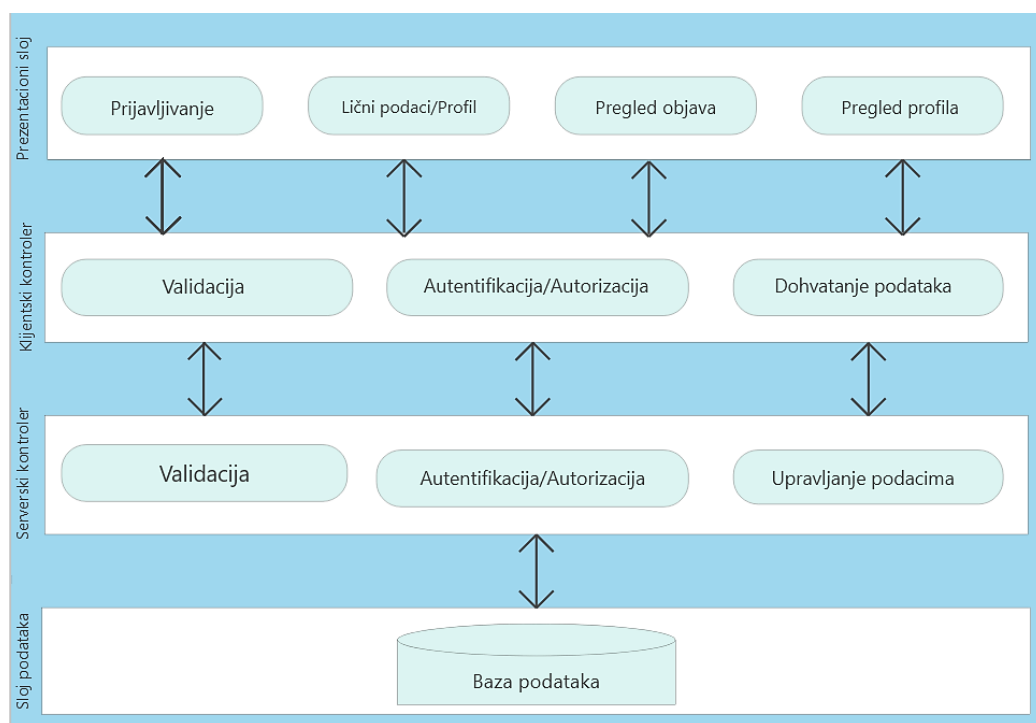 Prezentacioni sloj
Prijavljivanje
Lični podaci/Profil
Pregled objava
Pregled profila
Klijentski kontroler
Validacija
Autentifikacija/Autorizacija
Dohvatanje podataka
Serverski kontroler
Validacija
Autentifikacija/Autorizacija
Upravljanje podacima
Sloj podataka
Baza podataka